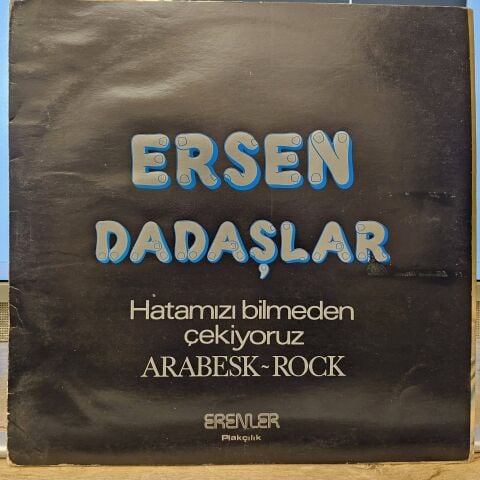 ERSEN
DADAŞLAR
Hatamızı bilmeden
çekiyoruz
ARABESK~ROCK
ERENLER
Plakçılık